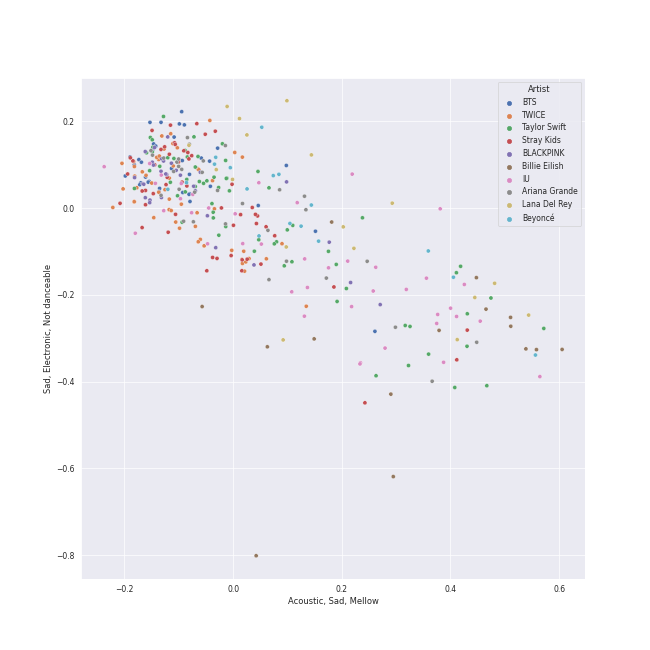 Artist
BTS
TWICE
Taylor Swift
Stray Kids
BLACKPINK
Billie Eilish
IU
Ariana Grande
Lana Del Rey
Beyoncé
0.2
0.0
−0.2
−0.4
−0.6
−0.8
Sad, Electronic, Not danceable
−0.2
0.0
0.2
0.4
0.6
Acoustic, Sad, Mellow